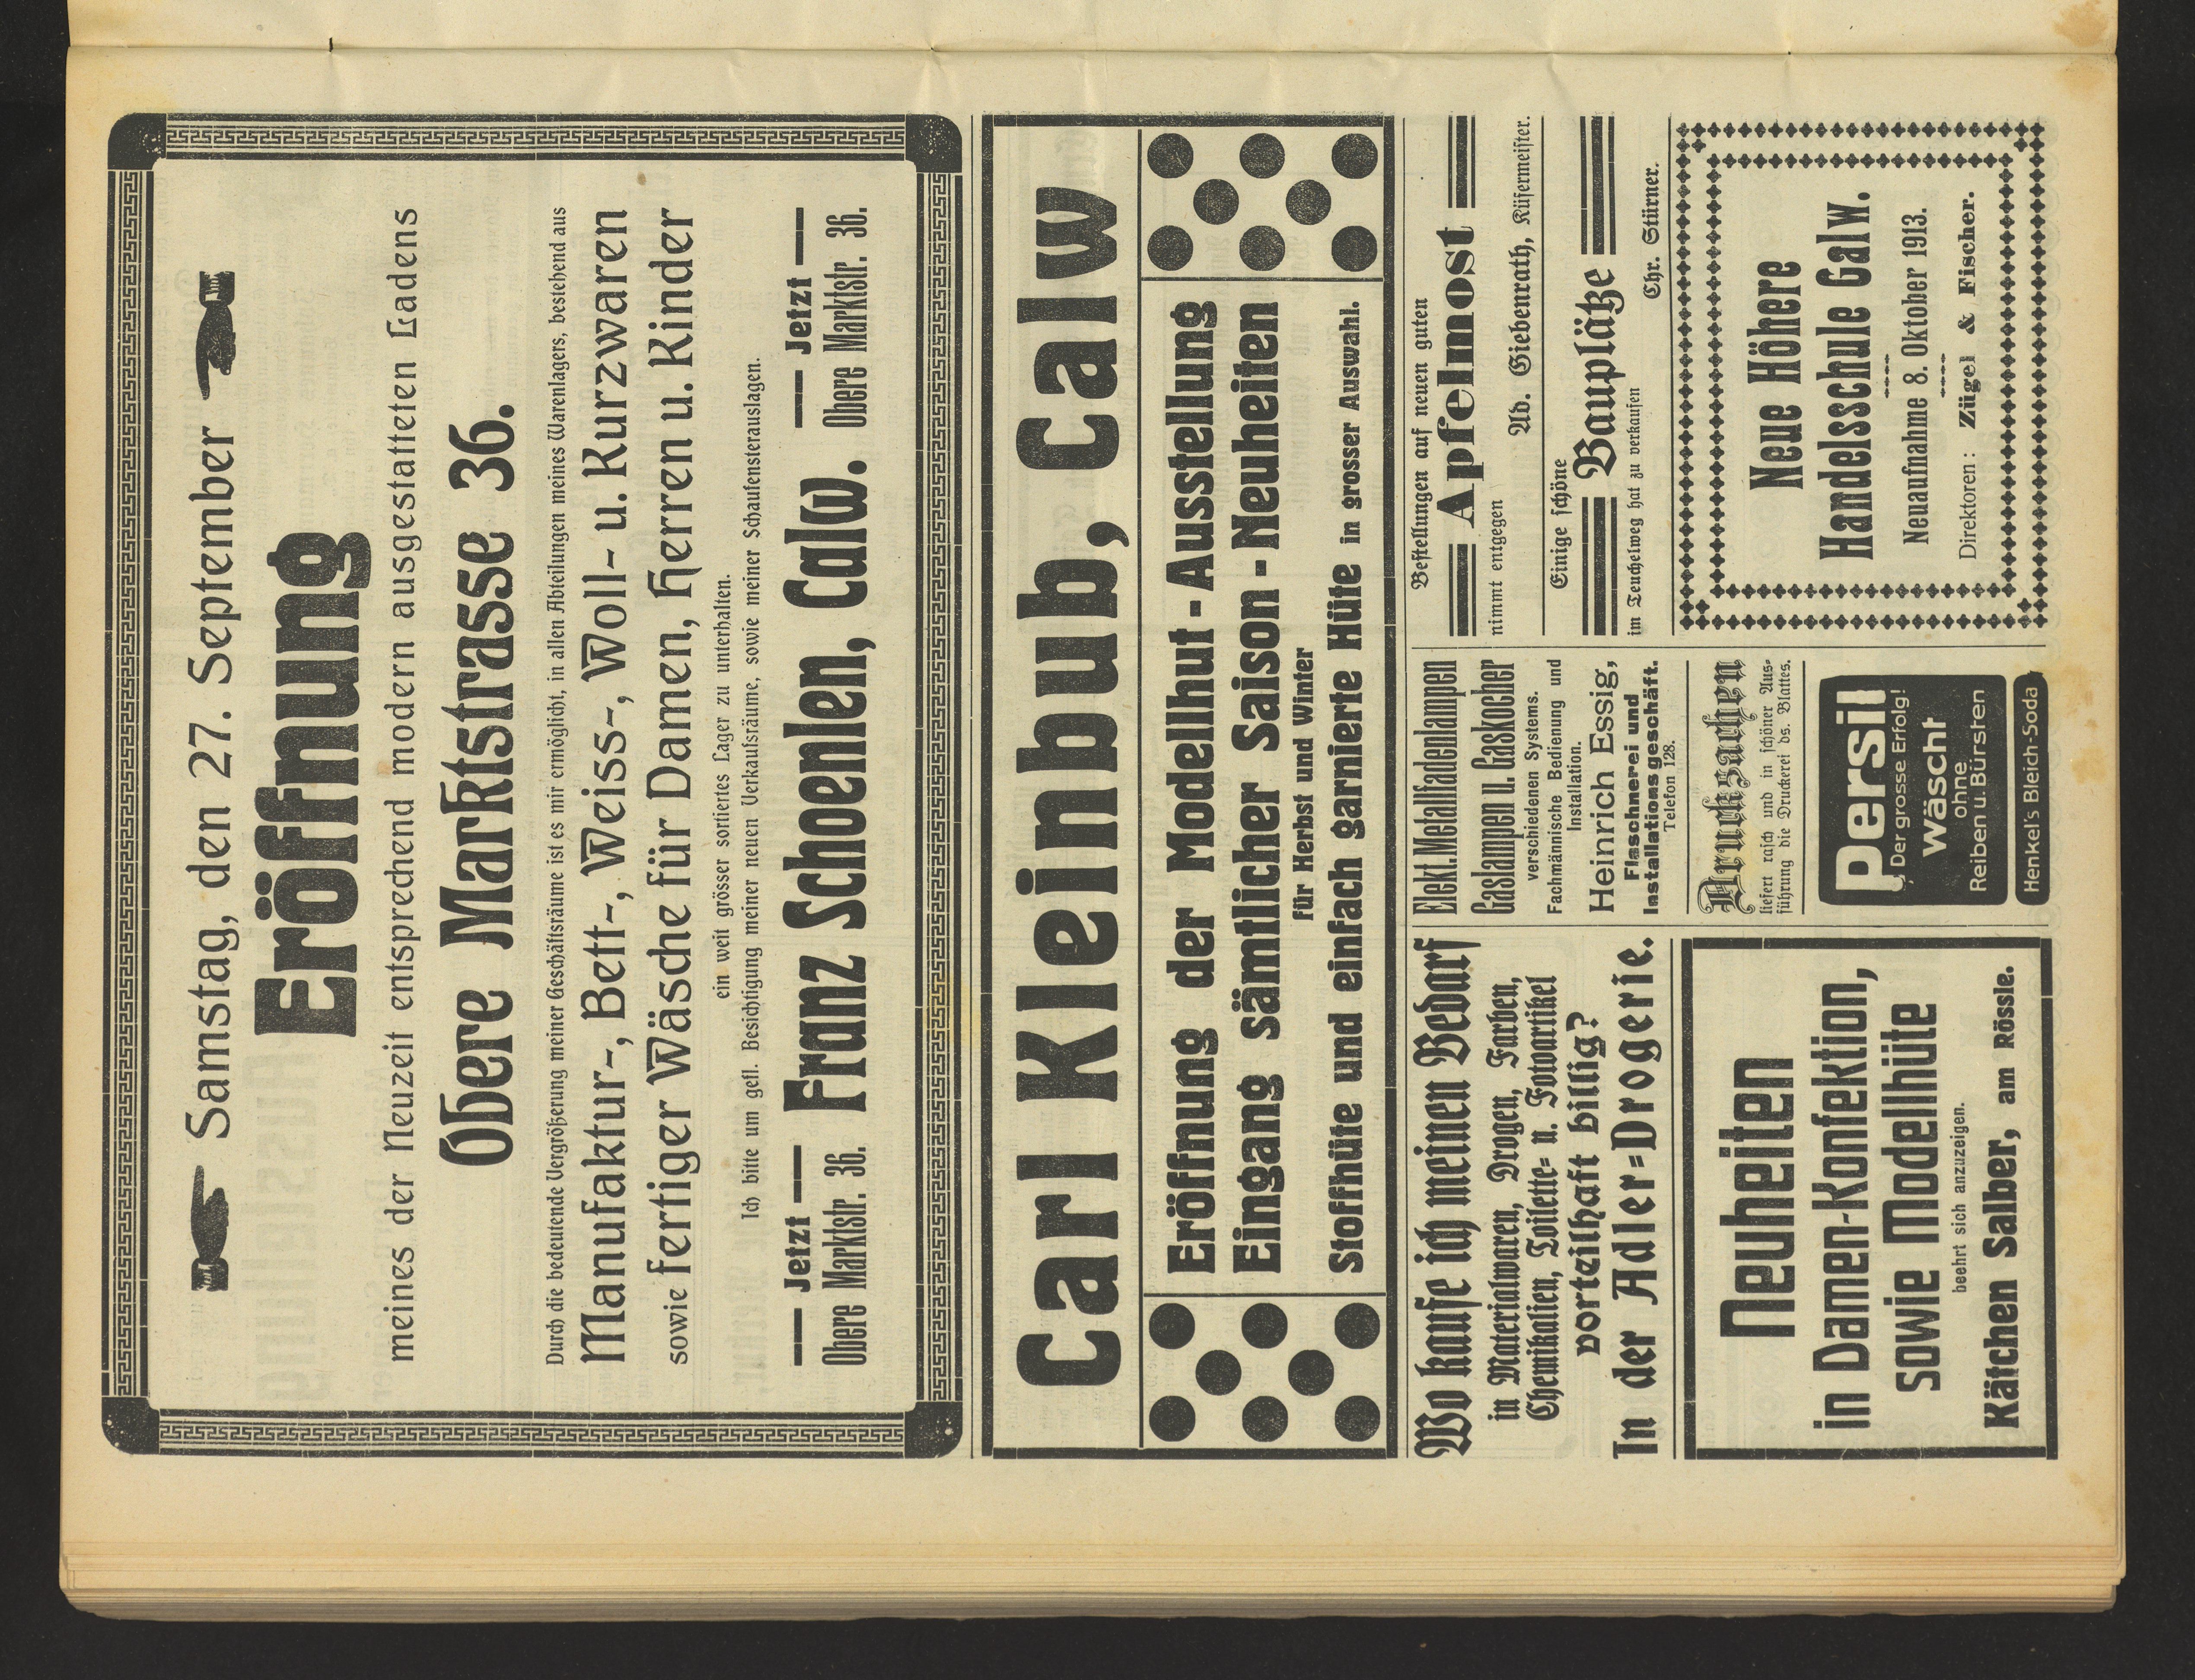 Samstag, den 27. September
Eröffnung
meines der Neuzeit entsprechend modern ausgestatteten Ladens
Obere Marktstrasse 36.
Durch die bedeutende Vergrößerung meiner Geschäftsräume ist es mir ermöglicht, in allen Abteilungen meines Warenlagers, bestehend aus
Manufaktur-, Bett-, Weiss-, Woll- u. Kurzwaren
sowie fertiger Wäsche für Damen, Herren u. Kinder
ein weit grösser sortiertes Lager zu unterhalten.
Ich bitte um gefl. Besichtigung meiner neuen Verkaufsräume, sowie meiner Schaufensterauslagen.
— Jetzt —
Obere Marktstr. 36.
Franz Schoenlen, Calw.
— Jetzt —
Obere Marktstr. 36.
Carl Kleinbub, Calw
Eröffnung der Modellhut-Ausstellung
Eingang sämtlicher Saison-Neuheiten
für Herbst und Winter
Stoffhüte und einfach garnierte Hüte in grosser Auswahl.
Wo kaufe ich meinen Bedarf
in Materialwaren, Drogen, Farben,
Chemikalien, Toilette- u. Fotoartikel
vorteilhaft billig?
In der Adler-Drogerie.
Neuheiten
in Damen-Konfektion,
sowie Modellhüte
beehrt sich anzuzeigen.
Kätchen Salber, am Rössle.
Elekt. Metallfadenlampen
Gaslampen u. Gaskocher
verschiedenen Systems.
Fachmännische Bedienung und
Installation.
Heinrich Essig,
Flaschnerei und
Installationsgeschäft.
Telefon 128.
Drucksachen
liefert rasch und in schöner Aus-
führung die Druckerei ds. Blattes.
Persil
Der grosse Erfolg!
Wäscht
ohne
Reiben u. Bürsten
Henkel's Bleich-Soda
Bestellungen auf neuen guten
Apfelmost
nimmt entgegen
Ad. Giebenrath, Küfermeister.
Einige schöne
Bauplätze
im Teuchelweg hat zu verkaufen
Chr. Stürner.
Neue Höhere
Handelsschule Calw.
Neuaufnahme 8. Oktober 1913.
Direktoren: Zügel & Fischer.